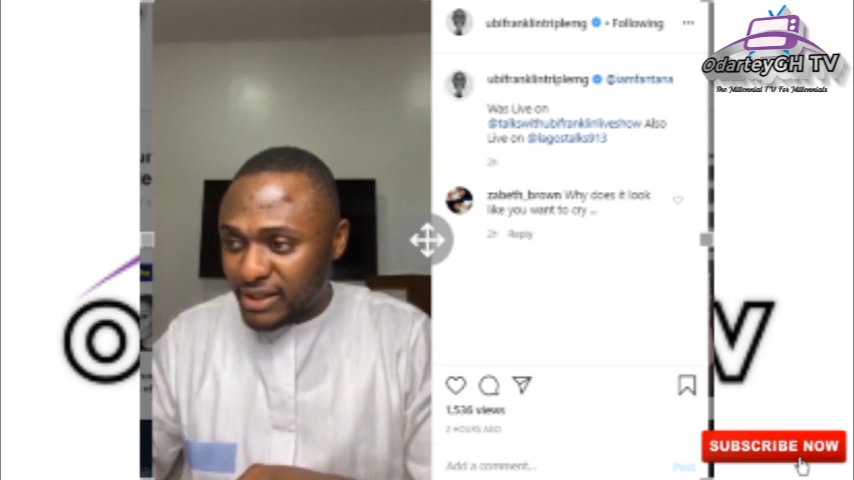 ubifranklintriplemg • Following
ubifranklintriplemg @iamfantana
Was Live on
@talkswithubifranklinliveshow Also
Live on @lagostalks913
2h
zabeth_brown Why does it look
like you want to cry ...
2h Reply
1,536 views
2 HOURS AGO
Add a comment... Post
OdarteyGH TV
The Millennial TV For Millennials
SUBSCRIBE NOW
O
V